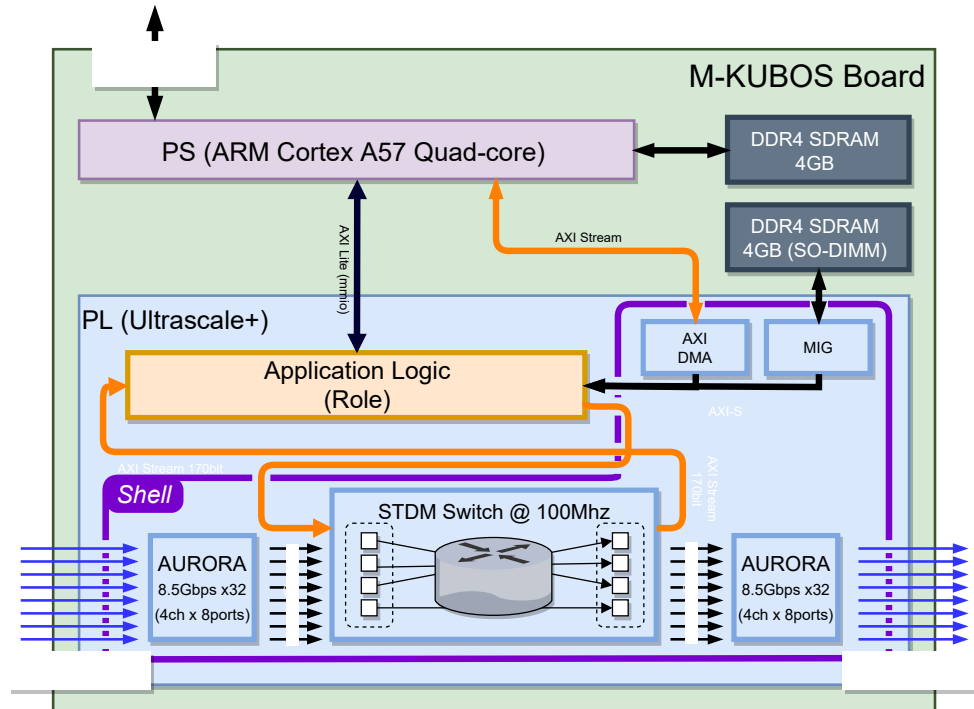 M-KUBOS Board
PS (ARM Cortex A57 Quad-core)
DDR4 SDRAM
4GB
DDR4 SDRAM
4GB (SO-DIMM)
AXI Lite (mmio)
AXI Stream
PL (Ultrascale+)
AXI
DMA
MIG
Application Logic
(Role)
AXI-S
AXI Stream 170bit
AXI Stream
170bit
Shell
STDM Switch @ 100Mhz
AURORA
8.5Gbps x32
(4ch x 8ports)
AURORA
8.5Gbps x32
(4ch x 8ports)